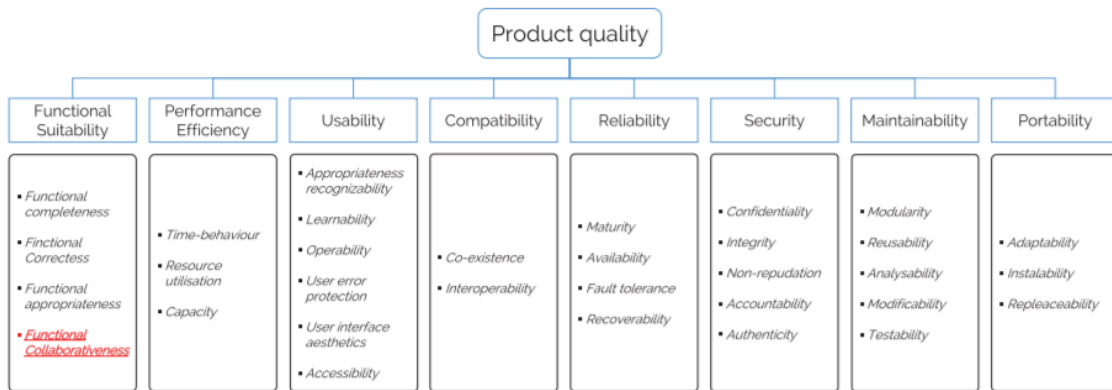 Product quality
Functional
Suitability
Performance
Efficiency
Usability
Compatibility
Reliability
Security
Maintainability
Portability
▪ Functional
completeness
▪ Finctional
Correctess
▪ Functional
appropriateness
▪ Functional
Collaborativeness
▪ Time-behaviour
▪ Resource
utilisation
▪ Capacity
▪ Appropriateness
recognizability
▪ Learnability
▪ Operability
▪ User error
protection
▪ User interface
aesthetics
▪ Accessibility
▪ Co-existence
▪ Interoperability
▪ Maturity
▪ Availability
▪ Fault tolerance
▪ Recoverability
▪ Confidentiality
▪ Integrity
▪ Non-repudation
▪ Accountability
▪ Authenticity
▪ Modularity
▪ Reusability
▪ Analysability
▪ Modificability
▪ Testability
▪ Adaptability
▪ Instalability
▪ Repleaceability